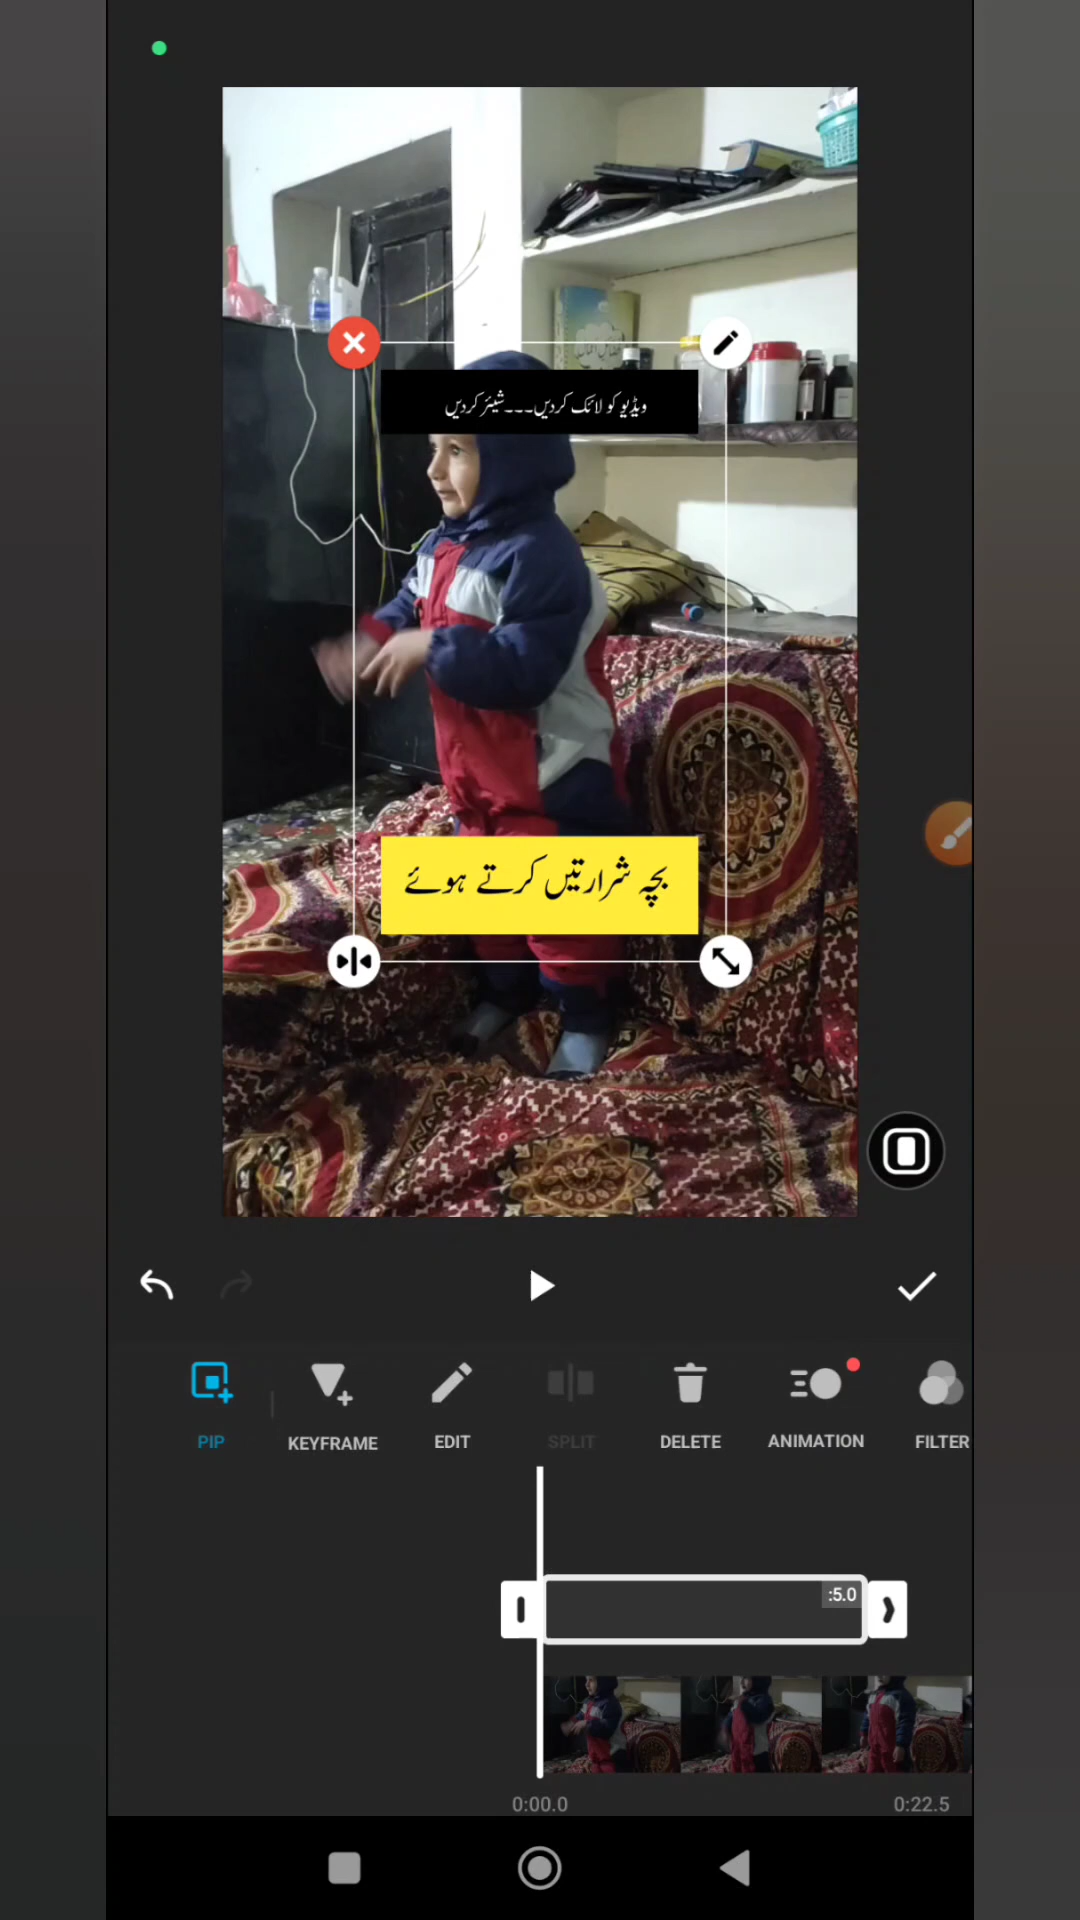 ویڈیو کو لائک کردیں۔۔۔شیئر کردیں
بچہ شرارتیں کرتے ہوئے
PIP
KEYFRAME
EDIT
SPLIT
DELETE
ANIMATION
FILTER
:5.0
0:00.0
0:22.5